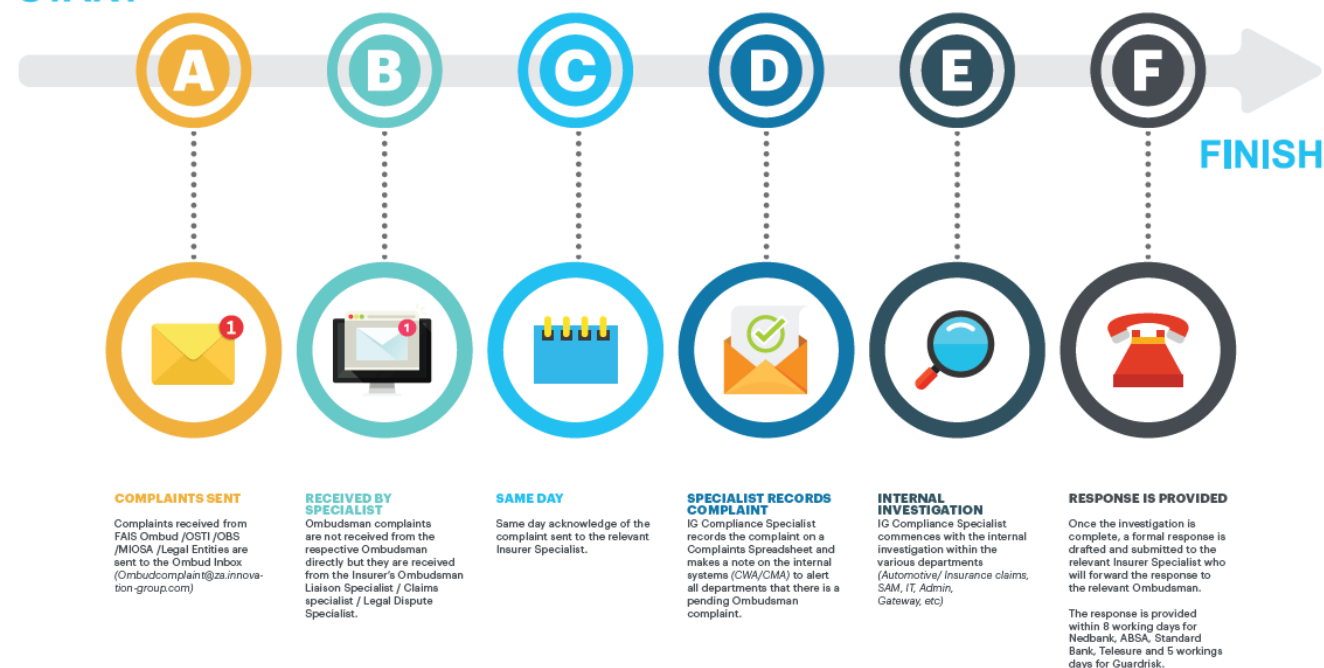 START
A
B
C
D
E
F
FINISH
1
1
COMPLAINTS SENT
Complaints received from
FAIS Ombud /OSTI /OBS
/MIOSA /Legal Entities are
sent to the Ombud Inbox
(Ombudcomplaint@za.innova-
tion-group.com)
RECEIVED BY
SPECIALIST
Ombudsman complaints
are not received from the
respective Ombudsman
directly but they are received
from the Insurer's Ombudsman
Liaison Specialist / Claims
specialist / Legal Dispute
Specialist.
SAME DAY
Same day acknowledge of the
complaint sent to the relevant
Insurer Specialist.
SPECIALIST RECORDS
COMPLAINT
IG Compliance Specialist
records the complaint on a
Complaints Spreadsheet and
makes a note on the internal
systems (CWA/CMA) to alert
all departments that there is a
pending Ombudsman
complaint.
INTERNAL
INVESTIGATION
IG Compliance Specialist
commences with the internal
investigation within the
various departments
(Automotive/ Insurance claims,
SAM, IT, Admin,
Gateway, etc)
RESPONSE IS PROVIDED
Once the investigation is
complete, a formal response is
drafted and submitted to the
relevant Insurer Specialist who
will forward the response to
the relevant Ombudsman.
The response is provided
within 8 working days for
Nedbank, ABSA, Standard
Bank, Telesure and 5 workings
days for Guardrisk.